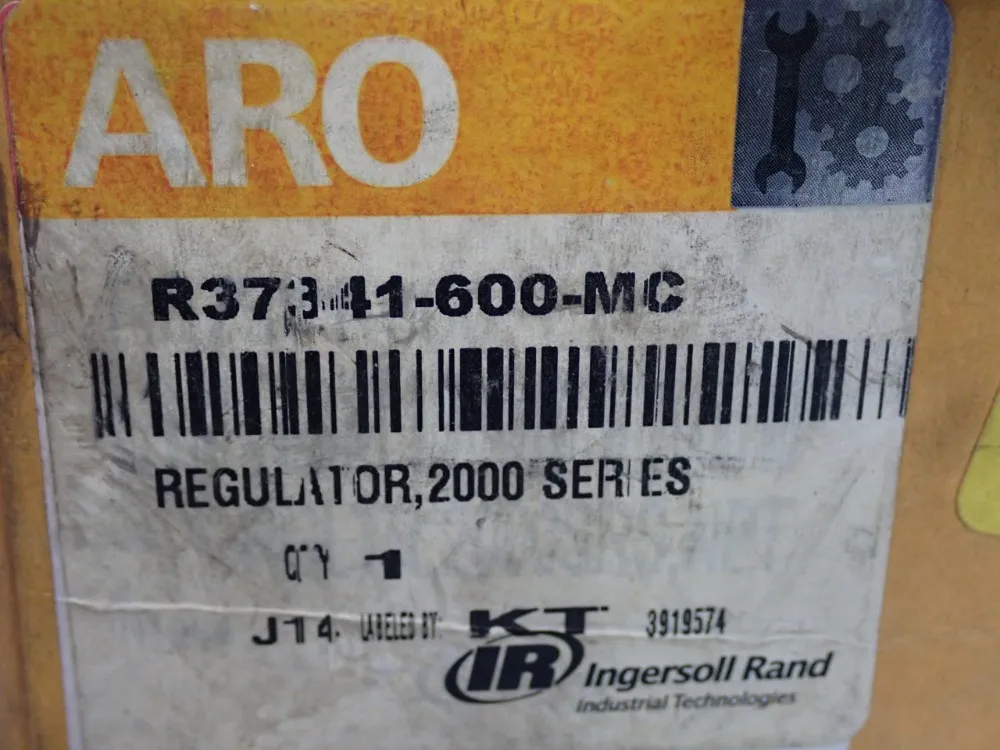 ARO
R37341-600-MC
REGULATOR,2000 SERIES
QTY 1
J14. LABELED BY: KT 3919574
IR Ingersoll Rand
Industrial Technologies